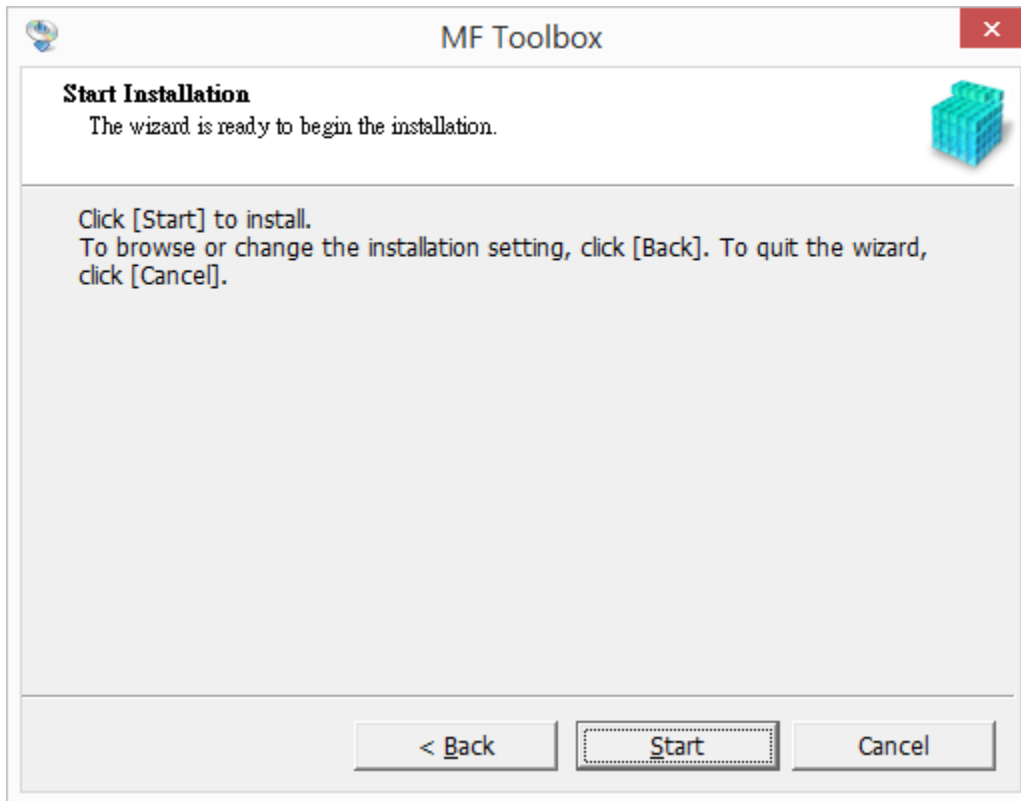 MF Toolbox
Start Installation
The wizard is ready to begin the installation.
Click [Start] to install.
To browse or change the installation setting, click [Back]. To quit the wizard,
click [Cancel].
< Back
Start
Cancel